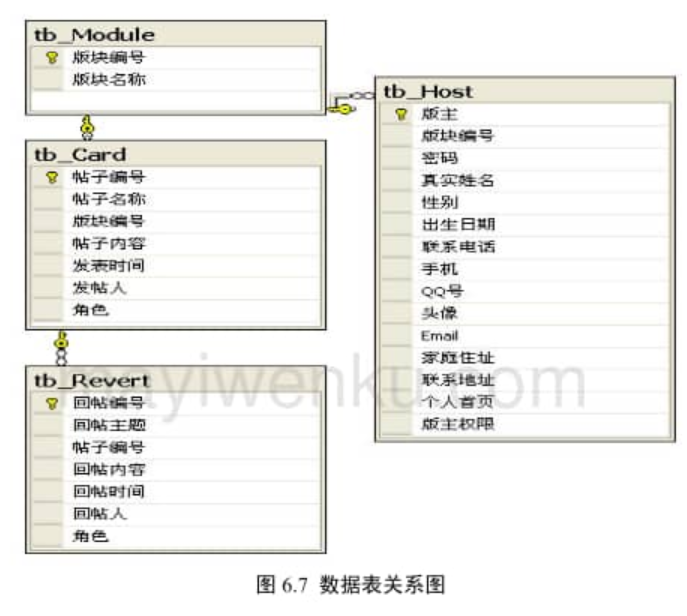 tb_Module
版块编号
版块名称
tb_Card
帖子编号
帖子名称
版块编号
帖子内容
发表时间
发帖人
角色
tb_Revert
回帖编号
回帖主题
帖子编号
回帖内容
回帖时间
回帖人
角色
tb_Host
版主
版块编号
密码
真实姓名
性别
出生日期
联系电话
手机
QQ号
头像
Email
家庭住址
联系地址
个人首页
版主权限
mayiwenku.com
图 6.7 数据表关系图